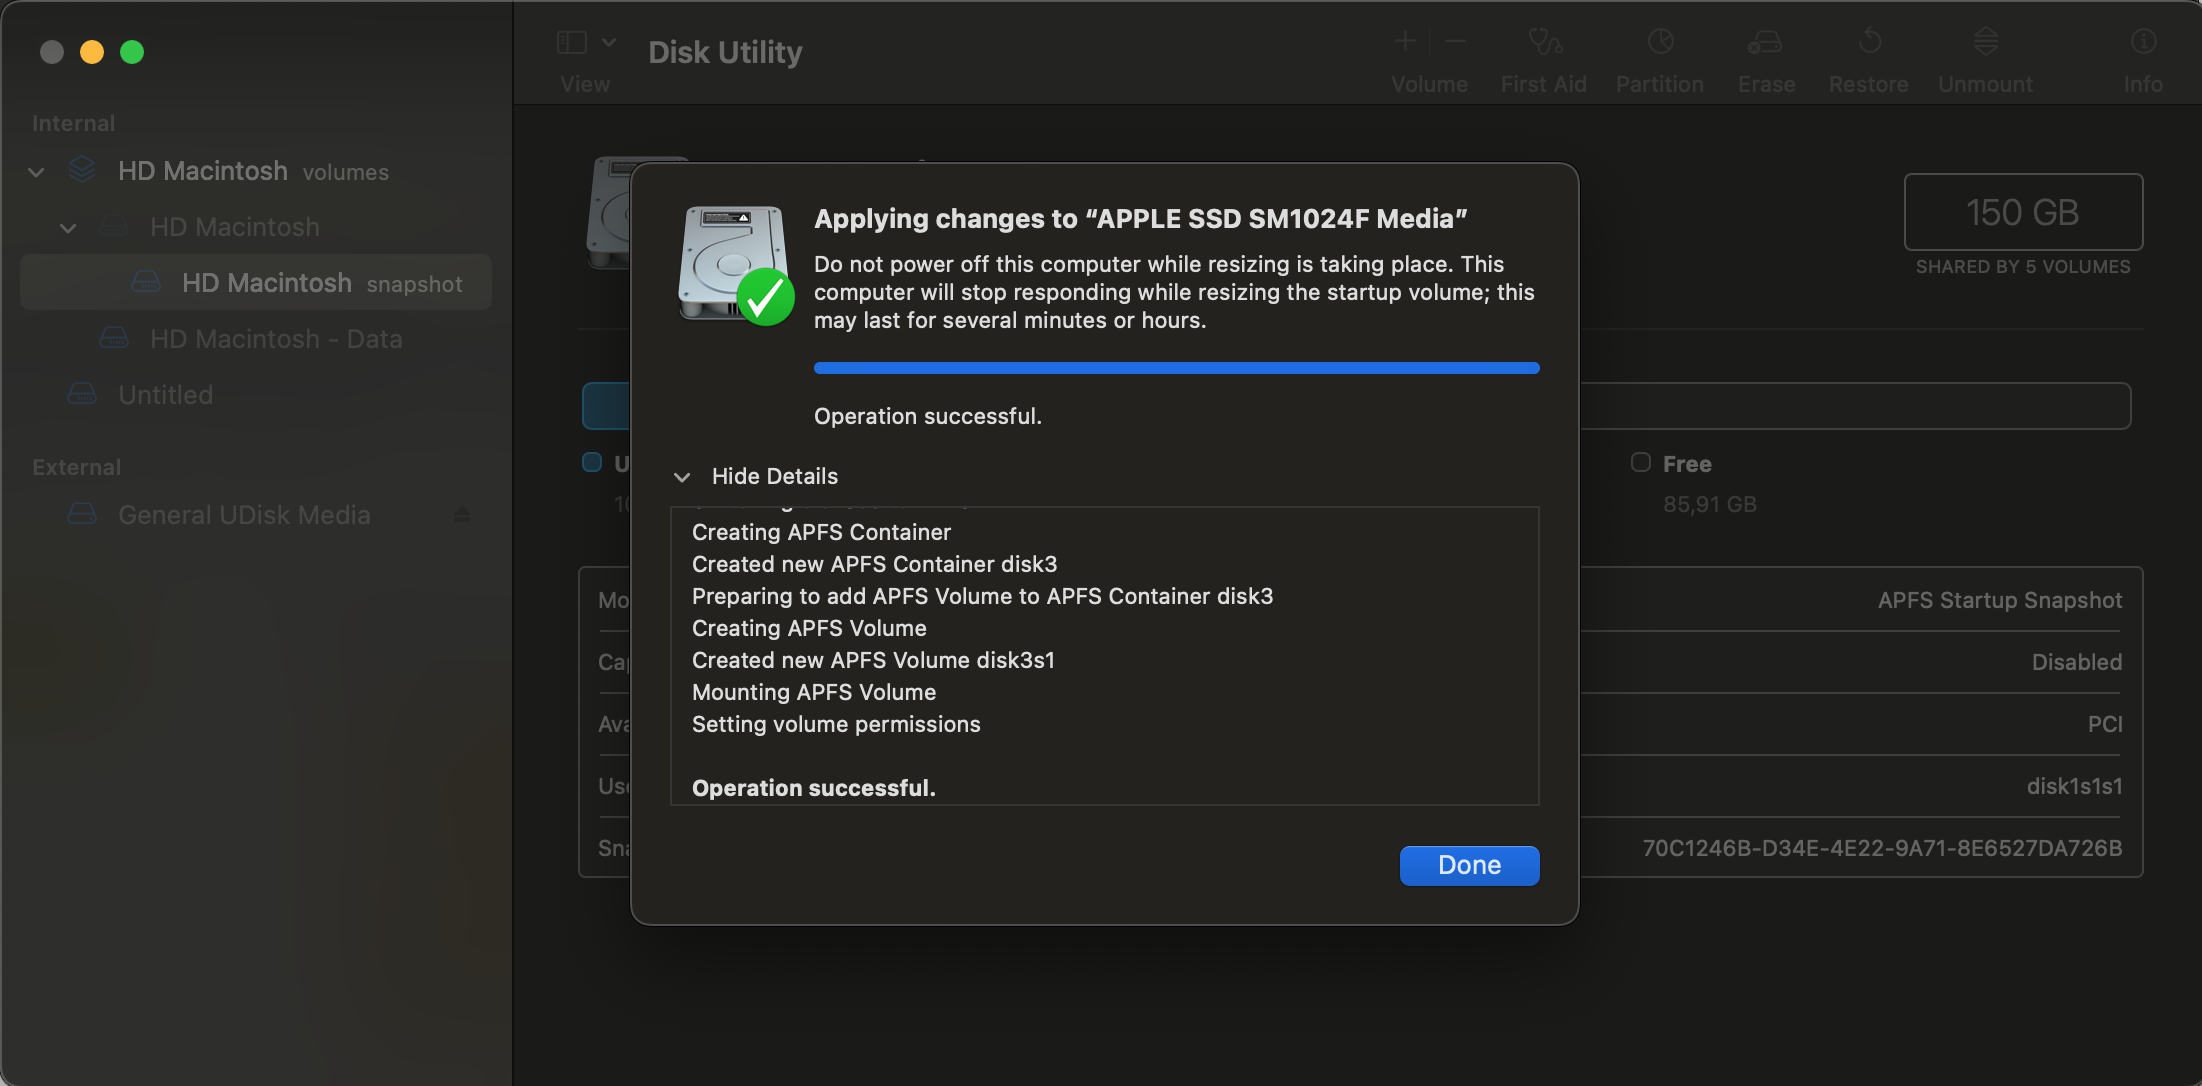 View
Disk Utility
Volume
First Aid
Partition
Erase
Restore
Unmount
Info
Internal
HD Macintosh volumes
HD Macintosh
HD Macintosh snapshot
HD Macintosh - Data
Untitled
External
General UDisk Media
150 GB
SHARED BY 5 VOLUMES
Applying changes to “APPLE SSD SM1024F Media”
Do not power off this computer while resizing is taking place. This
computer will stop responding while resizing the startup volume; this
may last for several minutes or hours.
Operation successful.
Hide Details
Creating APFS Container
Created new APFS Container disk3
Preparing to add APFS Volume to APFS Container disk3
Creating APFS Volume
Created new APFS Volume disk3s1
Mounting APFS Volume
Setting volume permissions
Operation successful.
Done
Free
85,91 GB
APFS Startup Snapshot
Disabled
PCI
disk1s1s1
70C1246B-D34E-4E22-9A71-8E6527DA726B